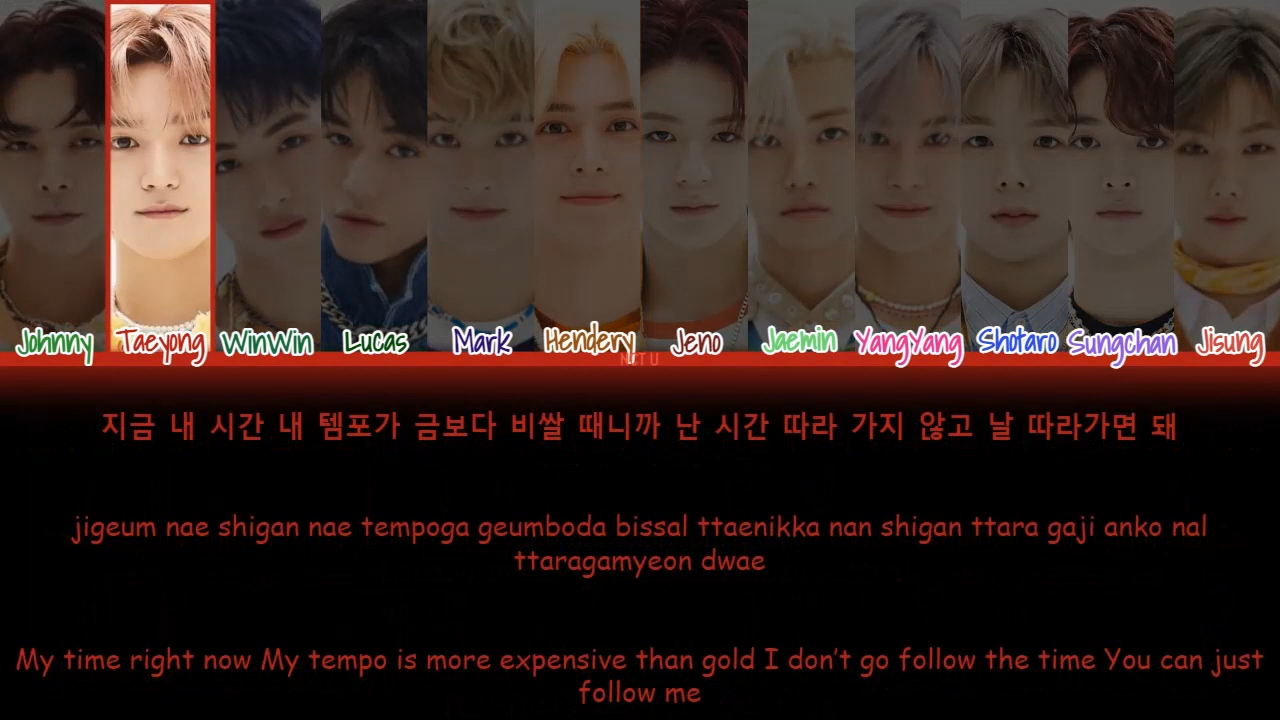 Johnny Taeyong WinWin Lucas Mark Hendery Jeno Jaemin YangYang Shotaro Sungchan Jisung
NCT U
지금 내 시간 내 템포가 금보다 비쌀 때니까 난 시간 따라 가지 않고 날 따라가면 돼
jigeum nae shigan nae tempoga geumboda bissal ttaenikka nan shigan ttara gaji anko nal
ttaragamyeon dwae
My time right now My tempo is more expensive than gold I don't go follow the time You can just
follow me